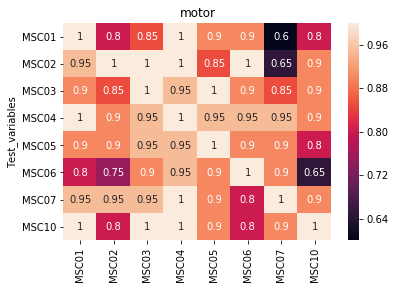 motor
MSC01 1 0.8 0.85 1 0.9 0.9 0.6 0.8
MSC02 0.95 1 1 1 0.85 1 0.65 0.9
MSC03 0.9 0.85 1 0.95 1 0.9 0.85 0.9
MSC04 1 0.9 0.95 1 0.95 0.95 0.95 0.9
MSC05 0.9 0.9 0.95 0.95 1 0.9 0.9 0.8
MSC06 0.8 0.75 0.9 0.95 0.9 1 0.9 0.65
MSC07 0.95 0.95 0.95 1 0.9 0.8 1 0.9
MSC10 1 0.8 1 1 0.9 0.8 0.9 1
MSC01 MSC02 MSC03 MSC04 MSC05 MSC06 MSC07 MSC10
Test_variables
0.96
0.88
0.80
0.72
0.64